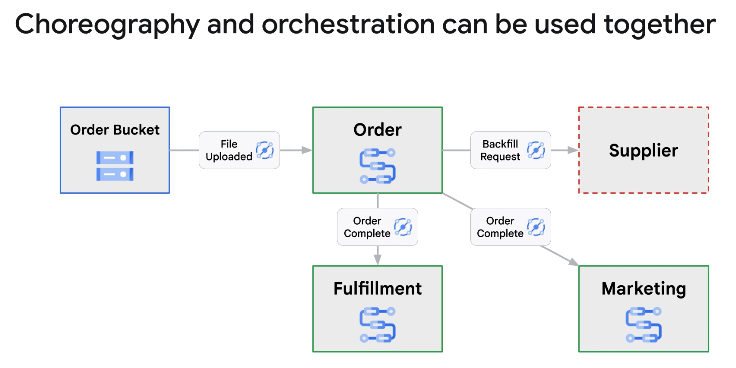 Choreography and orchestration can be used together
Order Bucket
File
Uploaded
Order
Backfill
Request
Supplier
Order
Complete
Order
Complete
Fulfillment
Marketing